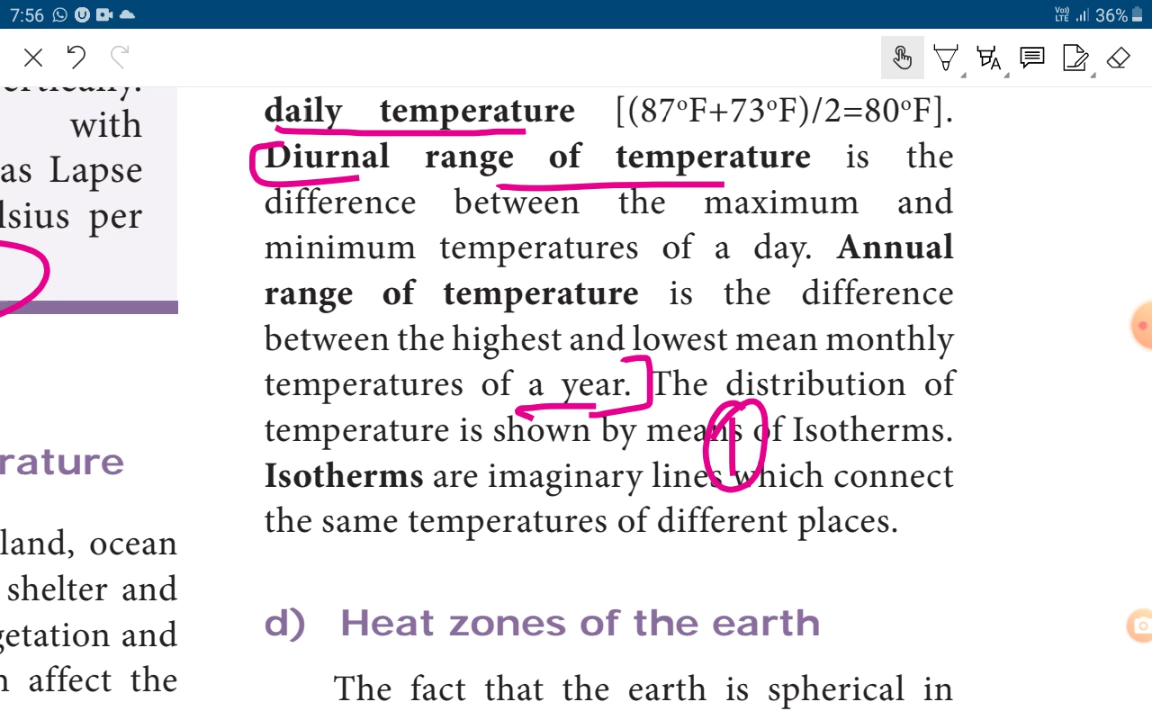 7:56
Vo)) LTE 36%
ertically.
with
as Lapse
lsius per
rature
land, ocean
shelter and
getation and
n affect the
daily temperature [(87°F+73°F)/2=80°F].
Diurnal range of temperature is the
difference between the maximum and
minimum temperatures of a day. Annual
range of temperature is the difference
between the highest and lowest mean monthly
temperatures of a year. The distribution of
temperature is shown by means of Isotherms.
Isotherms are imaginary lines which connect
the same temperatures of different places.
d) Heat zones of the earth
The fact that the earth is spherical in